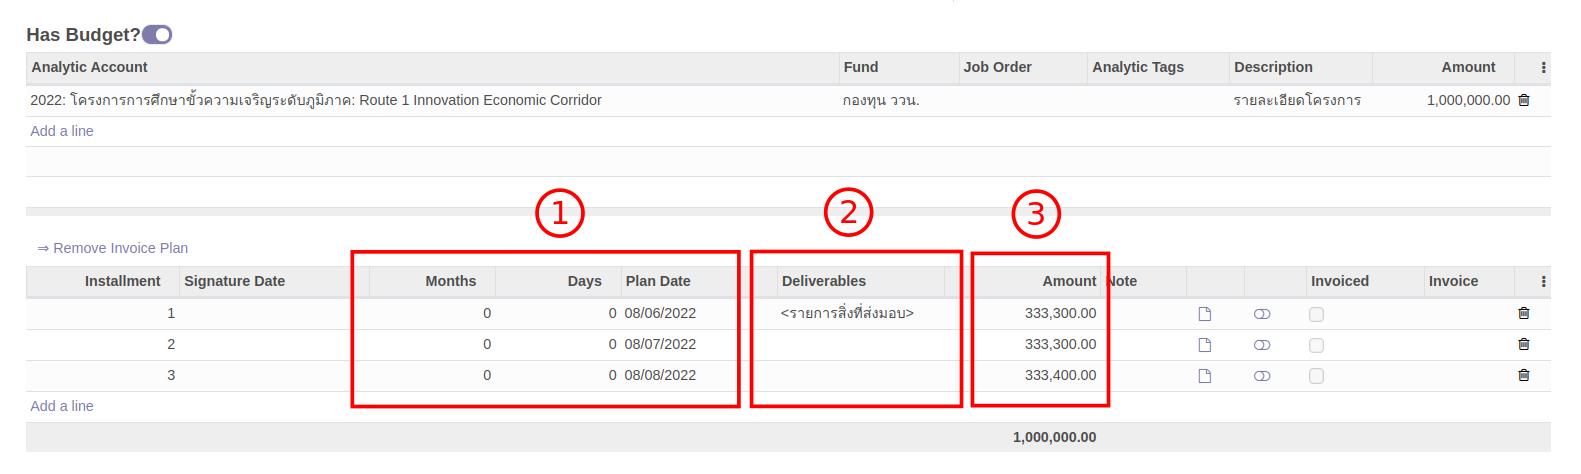 Has Budget?
Analytic Account Fund Job Order Analytic Tags Description Amount
2022: โครงการการศึกษาขั้วความเจริญระดับภูมิภาค: Route 1 Innovation Economic Corridor กองทุน ววน. รายละเอียดโครงการ 1,000,000.00
Add a line
1 2 3
⇒ Remove Invoice Plan
Installment Signature Date Months Days Plan Date Deliverables Amount Note Invoiced Invoice
1 0 0 08/06/2022 <รายการสิ่งที่ส่งมอบ> 333,300.00
2 0 0 08/07/2022 333,300.00
3 0 0 08/08/2022 333,400.00
Add a line
1,000,000.00